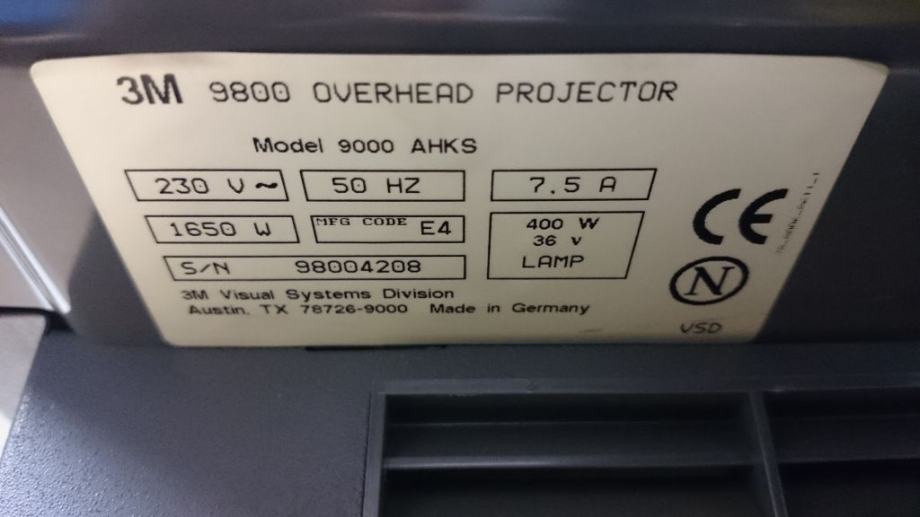 3M 9800 OVERHEAD PROJECTOR
Model 9000 AHKS
230 V ~ 50 HZ 7.5 A
1650 W MFG CODE E4 400 W
36 v
LAMP
S/N 98004208
3M Visual Systems Division
Austin, TX 78726-9000 Made in Germany
CE
N
VSD